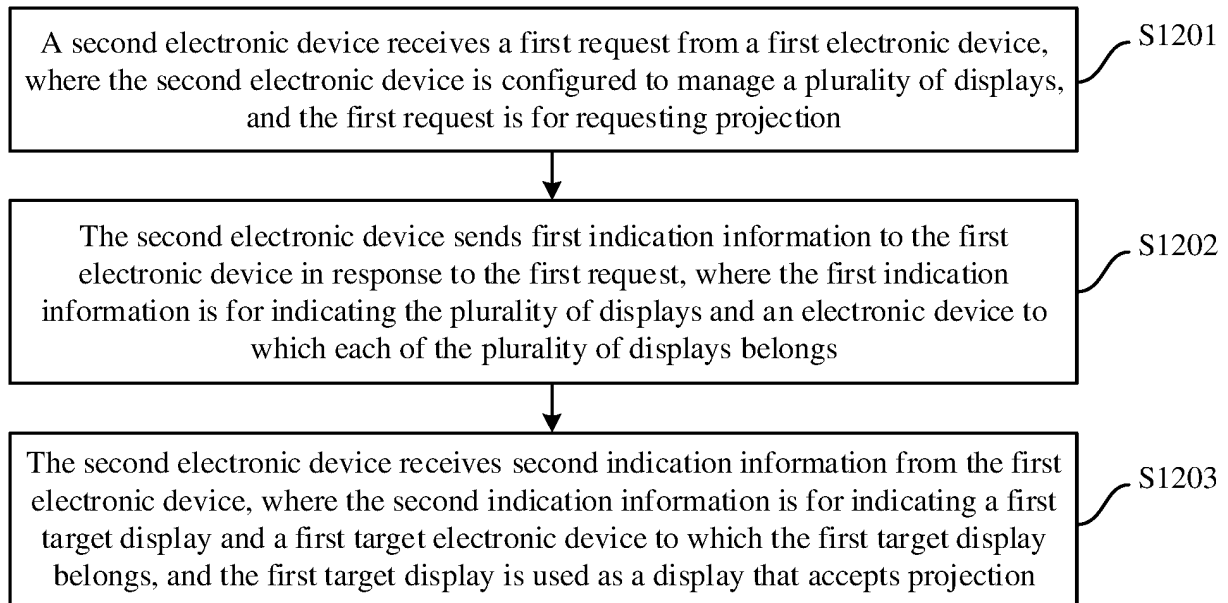 A second electronic device receives a first request from a first electronic device,
where the second electronic device is configured to manage a plurality of displays,
and the first request is for requesting projection
S1201
The second electronic device sends first indication information to the first
electronic device in response to the first request, where the first indication
information is for indicating the plurality of displays and an electronic device to
which each of the plurality of displays belongs
S1202
The second electronic device receives second indication information from the first
electronic device, where the second indication information is for indicating a first
target display and a first target electronic device to which the first target display
belongs, and the first target display is used as a display that accepts projection
S1203